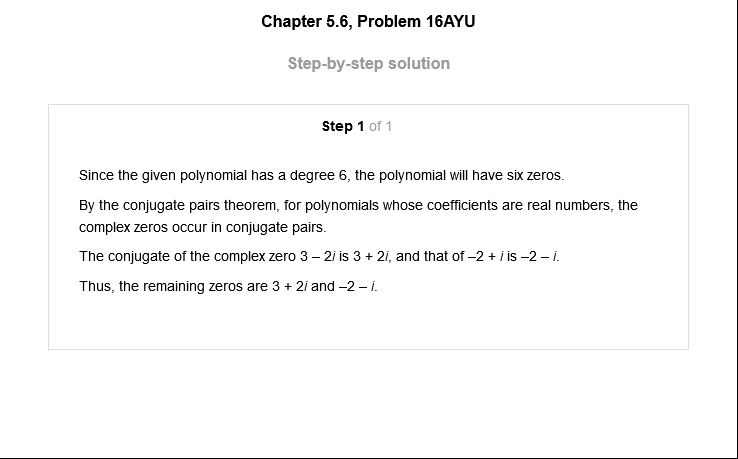 Chapter 5.6, Problem 16AYU
Step-by-step solution
Step 1 of 1
Since the given polynomial has a degree 6, the polynomial will have six zeros.
By the conjugate pairs theorem, for polynomials whose coefficients are real numbers, the
complex zeros occur in conjugate pairs.
The conjugate of the complex zero 3 – 2i is 3 + 2i, and that of –2 + i is –2 – i.
Thus, the remaining zeros are 3 + 2i and –2 – i.